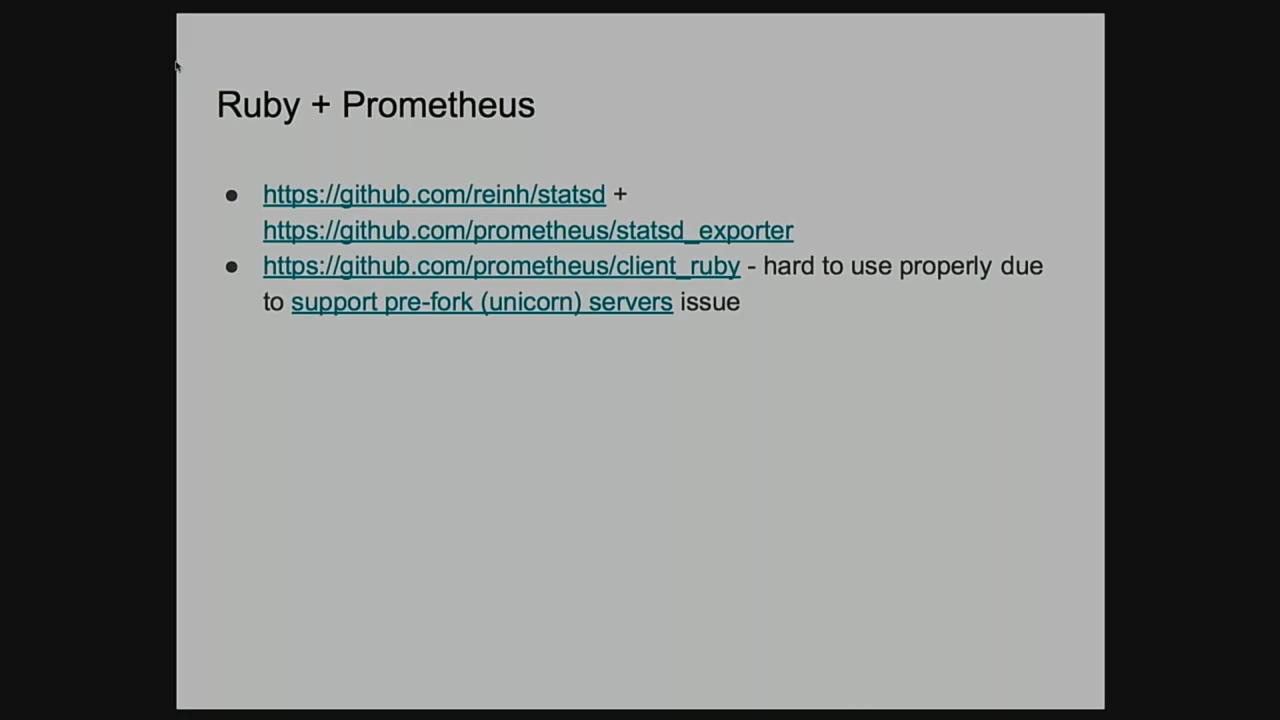 Ruby + Prometheus
● https://github.com/reinh/statsd +
https://github.com/prometheus/statsd_exporter
● https://github.com/prometheus/client_ruby - hard to use properly due
to support pre-fork (unicorn) servers issue